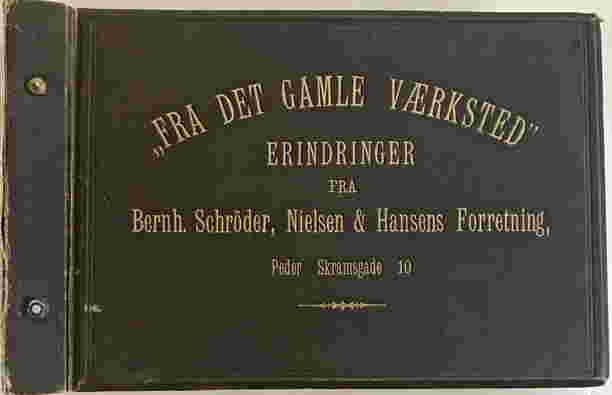 „FRA DET GAMLE VÆRKSTED”
ERINDRINGER
FRA
Bernh. Schröder, Nielsen & Hansens Forretning,
Peder Skramsgade 10